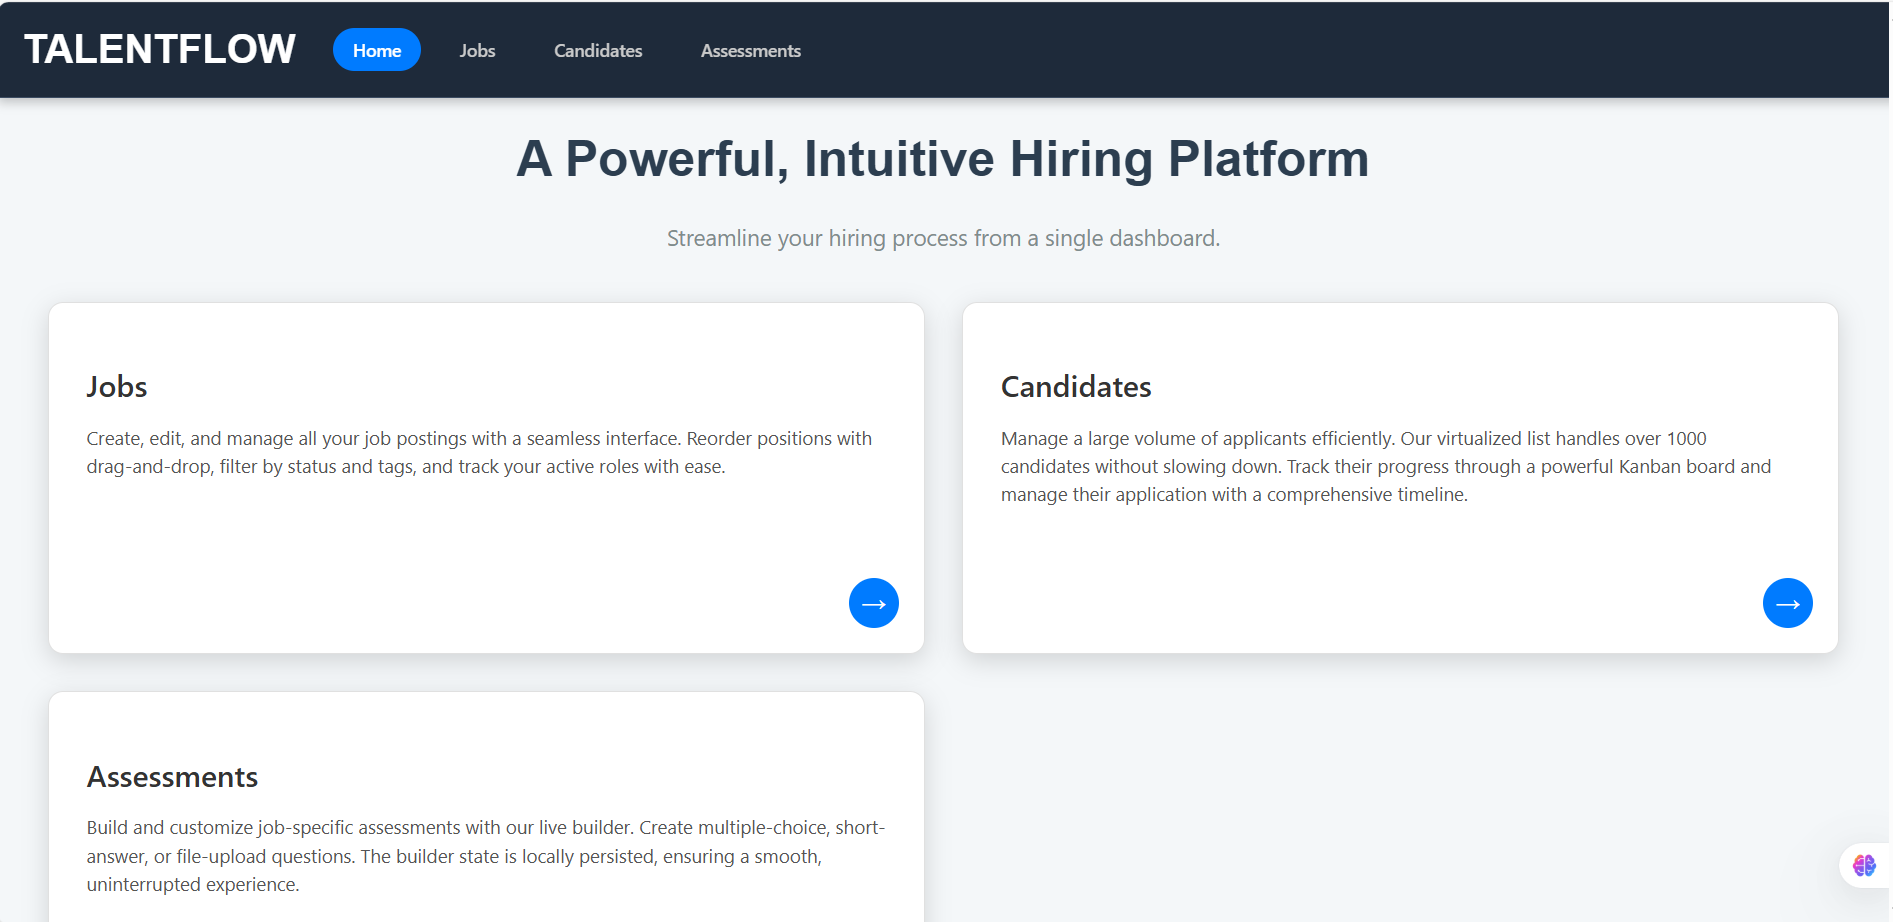 TALENTFLOW
Home
Jobs
Candidates
Assessments
A Powerful, Intuitive Hiring Platform
Streamline your hiring process from a single dashboard.
Jobs
Create, edit, and manage all your job postings with a seamless interface. Reorder positions with
drag-and-drop, filter by status and tags, and track your active roles with ease.
→
Candidates
Manage a large volume of applicants efficiently. Our virtualized list handles over 1000
candidates without slowing down. Track their progress through a powerful Kanban board and
manage their application with a comprehensive timeline.
→
Assessments
Build and customize job-specific assessments with our live builder. Create multiple-choice, short-
answer, or file-upload questions. The builder state is locally persisted, ensuring a smooth,
uninterrupted experience.